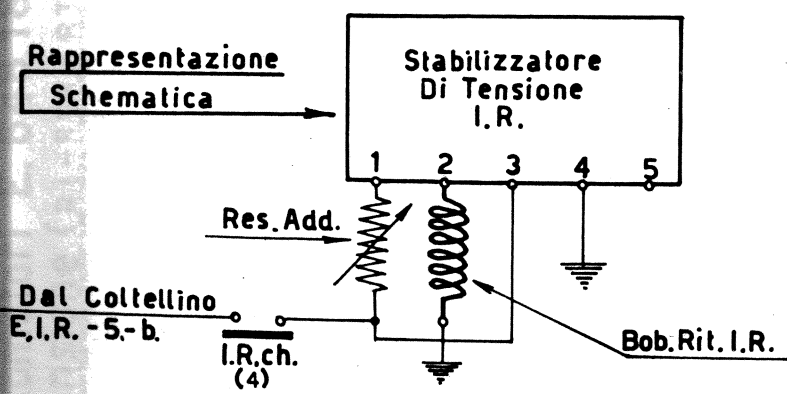 Rappresentazione
Schematica
Stabilizzatore
Di Tensione
I.R.
1 2 3 4 5
Res. Add.
Dal Coltellino
E,I.R.-5.-b.
I.R.ch.
(4)
Bob. Rit. I.R.